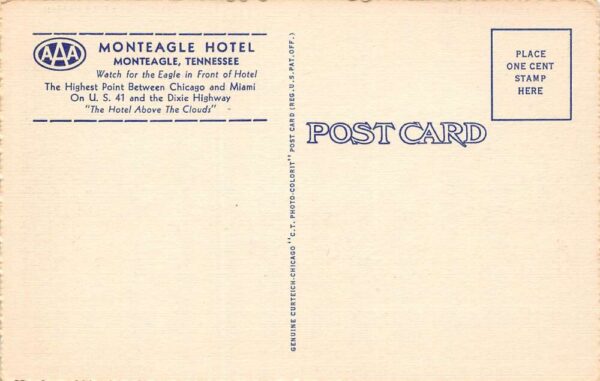 AAA
MONTEAGLE HOTEL
MONTEAGLE, TENNESSEE
Watch for the Eagle in Front of Hotel
The Highest Point Between Chicago and Miami
On U. S. 41 and the Dixie Highway
"The Hotel Above The Clouds"
GENUINE CURTEICH-CHICAGO "C.T. PHOTO-COLORIT" POST CARD (REG. U.S. PAT. OFF.)
POST CARD
PLACE
ONE CENT
STAMP
HERE